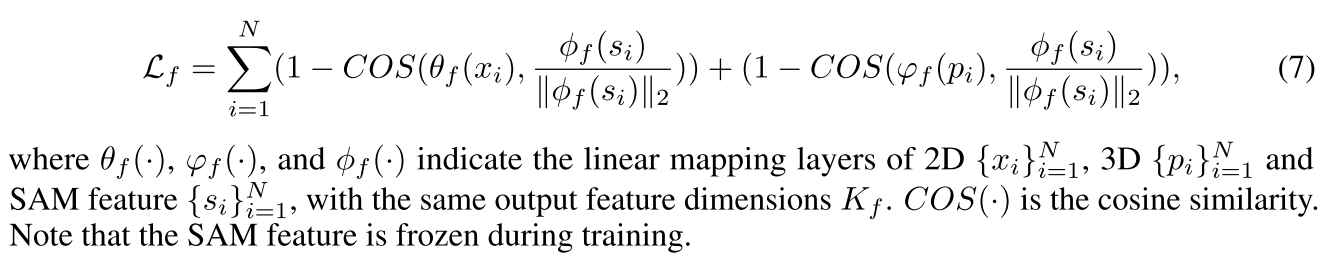 $\mathcal{L}_f = \sum_{i=1}^{N} (1 - COS(\theta_f(x_i), \frac{\phi_f(s_i)}{\|\phi_f(s_i)\|_2})) + (1 - COS(\varphi_f(p_i), \frac{\phi_f(s_i)}{\|\phi_f(s_i)\|_2})),$ (7)
where $\theta_f(\cdot)$, $\varphi_f(\cdot)$, and $\phi_f(\cdot)$ indicate the linear mapping layers of 2D $\{x_i\}_{i=1}^{N}$, 3D $\{p_i\}_{i=1}^{N}$ and
SAM feature $\{s_i\}_{i=1}^{N}$, with the same output feature dimensions $K_f$. $COS(\cdot)$ is the cosine similarity.
Note that the SAM feature is frozen during training.